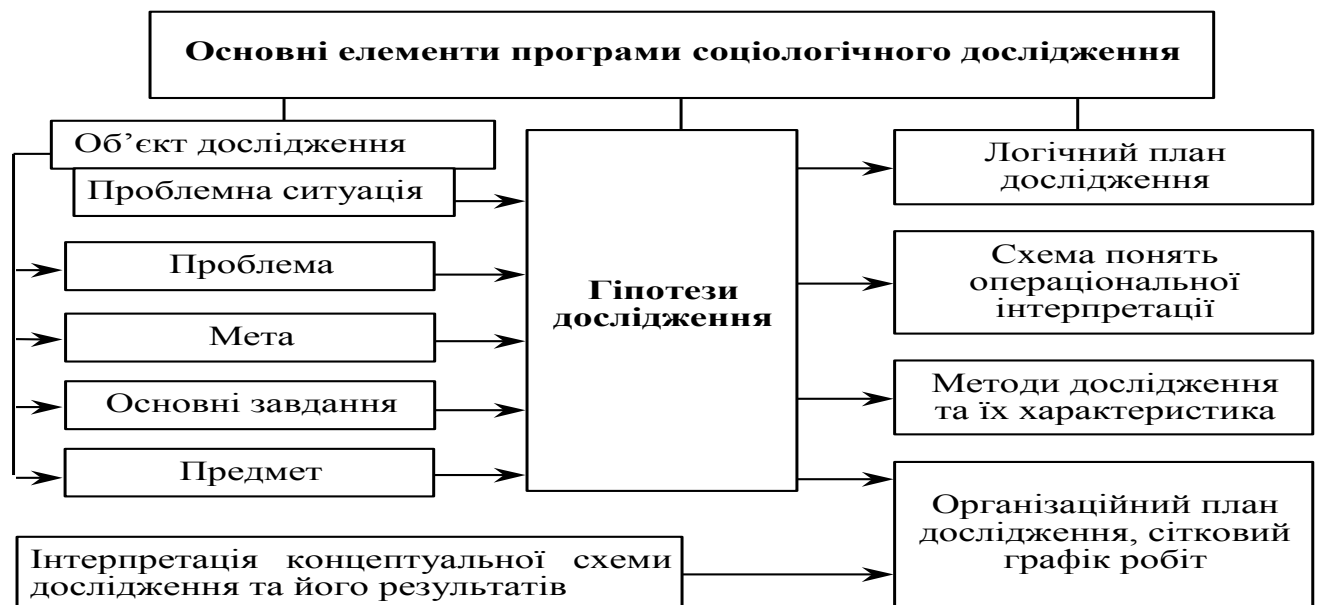 Основні елементи програми соціологічного дослідження
Об’єкт дослідження
Проблемна ситуація
Проблема
Мета
Основні завдання
Предмет
Інтерпретація концептуальної схеми
дослідження та його результатів
Гіпотези
дослідження
Логічний план
дослідження
Схема понять
операціональної
інтерпретації
Методи дослідження
та їх характеристика
Організаційний план
дослідження, сітковий
графік робіт